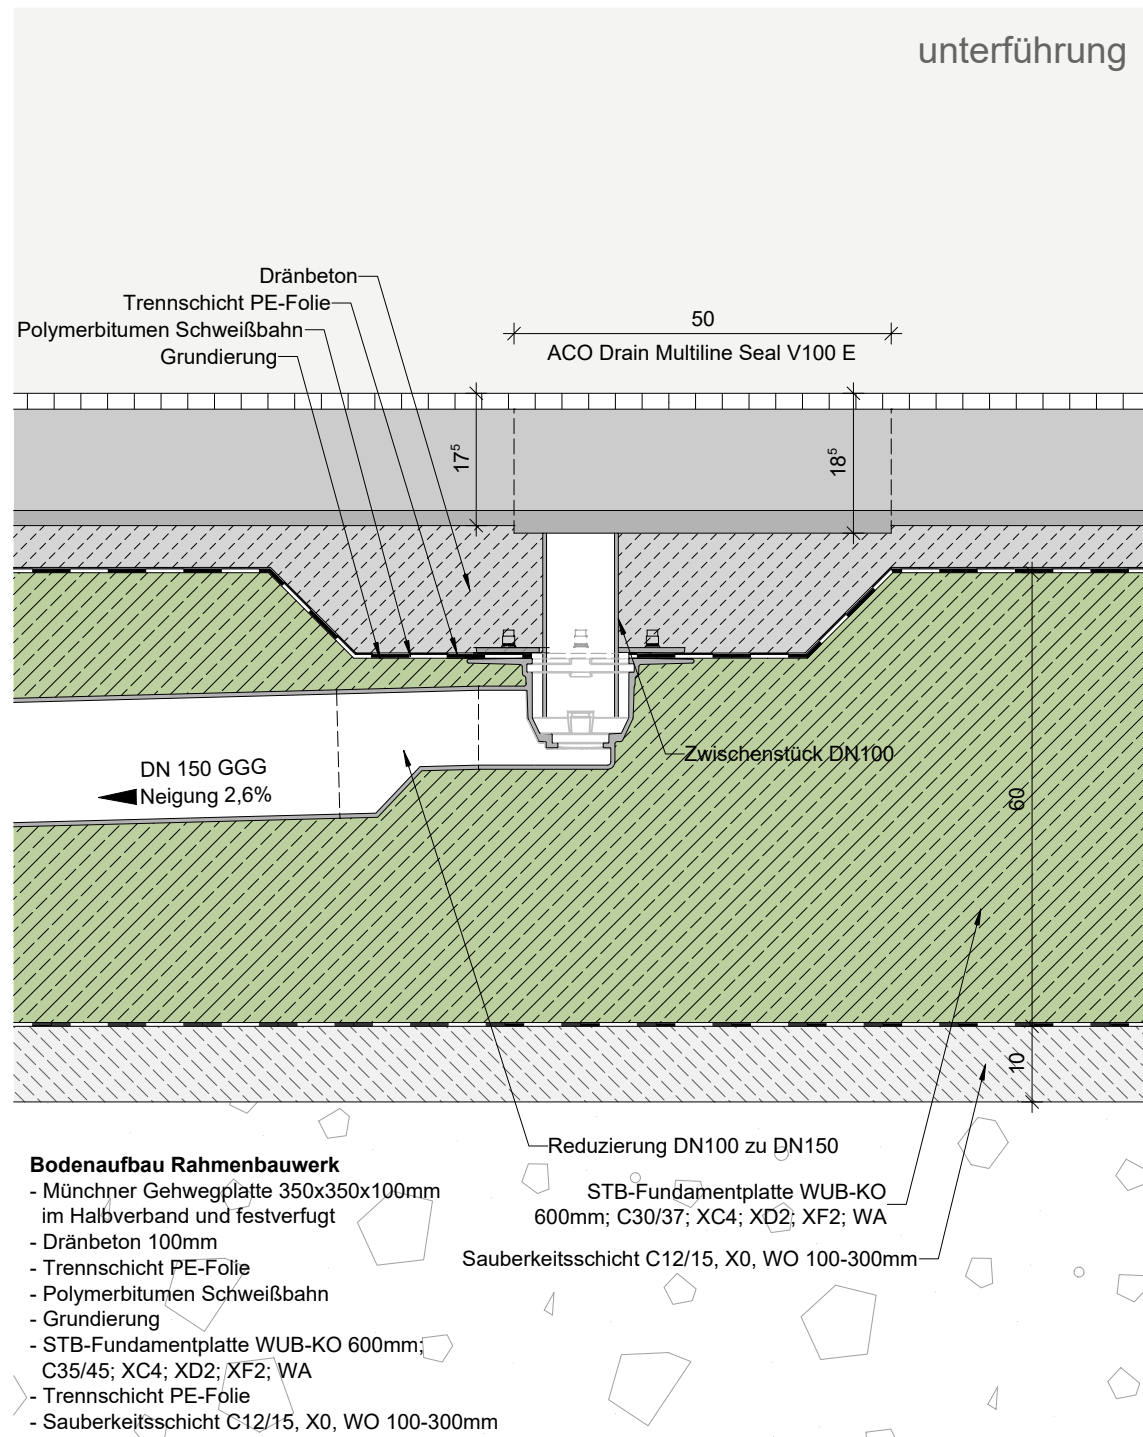 unterführung
Dränbeton
Trennschicht PE-Folie
Polymerbitumen Schweißbahn
Grundierung
50
ACO Drain Multiline Seal V100 E
17⁵
18⁵
Zwischenstück DN100
DN 150 GGG
Neigung 2,6%
60
10
Reduzierung DN100 zu DN150
STB-Fundamentplatte WUB-KO
600mm; C30/37; XC4; XD2; XF2; WA
Sauberkeitsschicht C12/15, X0, WO 100-300mm
Bodenaufbau Rahmenbauwerk
- Münchner Gehwegplatte 350x350x100mm
im Halbverband und festverfugt
- Dränbeton 100mm
- Trennschicht PE-Folie
- Polymerbitumen Schweißbahn
- Grundierung
- STB-Fundamentplatte WUB-KO 600mm;
C35/45; XC4; XD2; XF2; WA
- Trennschicht PE-Folie
- Sauberkeitsschicht C12/15, X0, WO 100-300mm